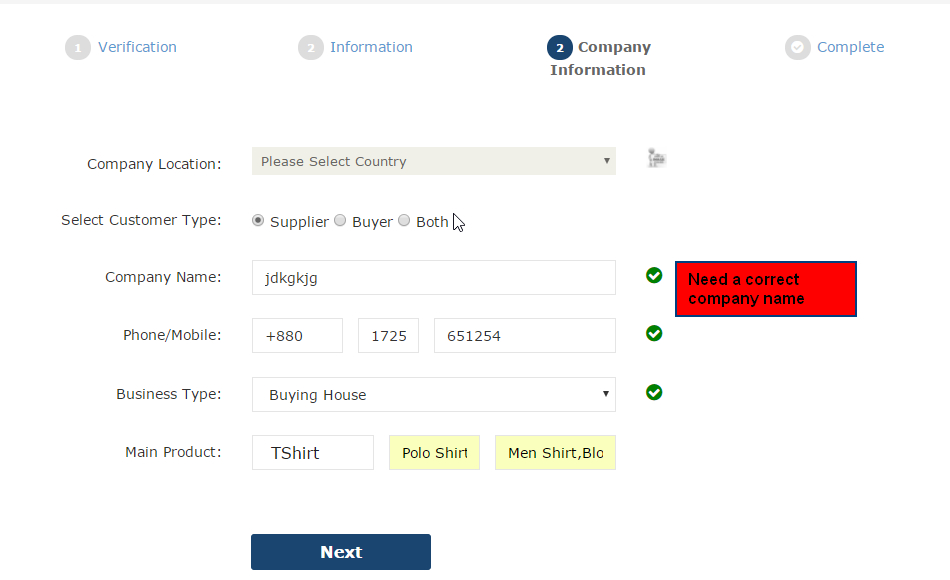 1 Verification
2 Information
2 Company
Information
Complete
Company Location:
Please Select Country
Select Customer Type:
Supplier Buyer Both
Company Name:
jdkgkjg
Need a correct
company name
Phone/Mobile:
+880 1725 651254
Business Type:
Buying House
Main Product:
TShirt Polo Shirt Men Shirt,Blo
Next